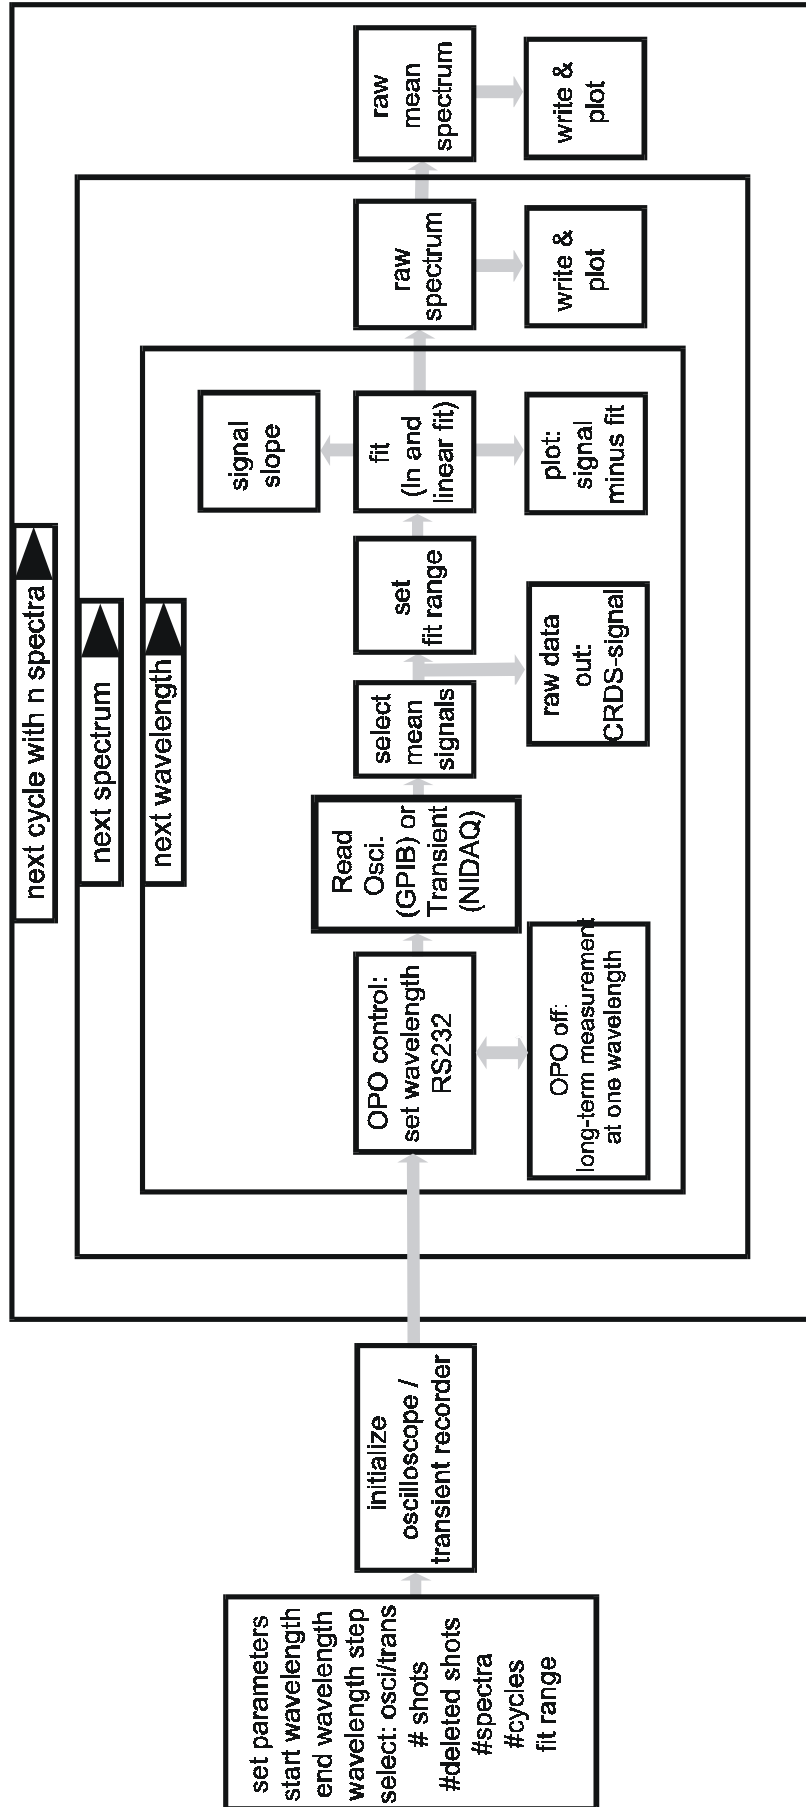 set parameters
start wavelength
end wavelength
wavelength step
select: osci/trans
# shots
#deleted shots
#spectra
#cycles
fit range
initialize
oscilloscope /
transient recorder
next cycle with n spectra
next spectrum
next wavelength
OPO control:
set wavelength
RS232
OPO off:
long-term measurement
at one wavelength
Read
Osci.
(GPIB) or
Transient
(NIDAQ)
select
mean
signals
raw data
out:
CRDS-signal
set
fit range
fit
(ln and
linear fit)
signal
slope
plot:
signal
minus fit
raw
spectrum
write &
plot
raw
mean
spectrum
write &
plot